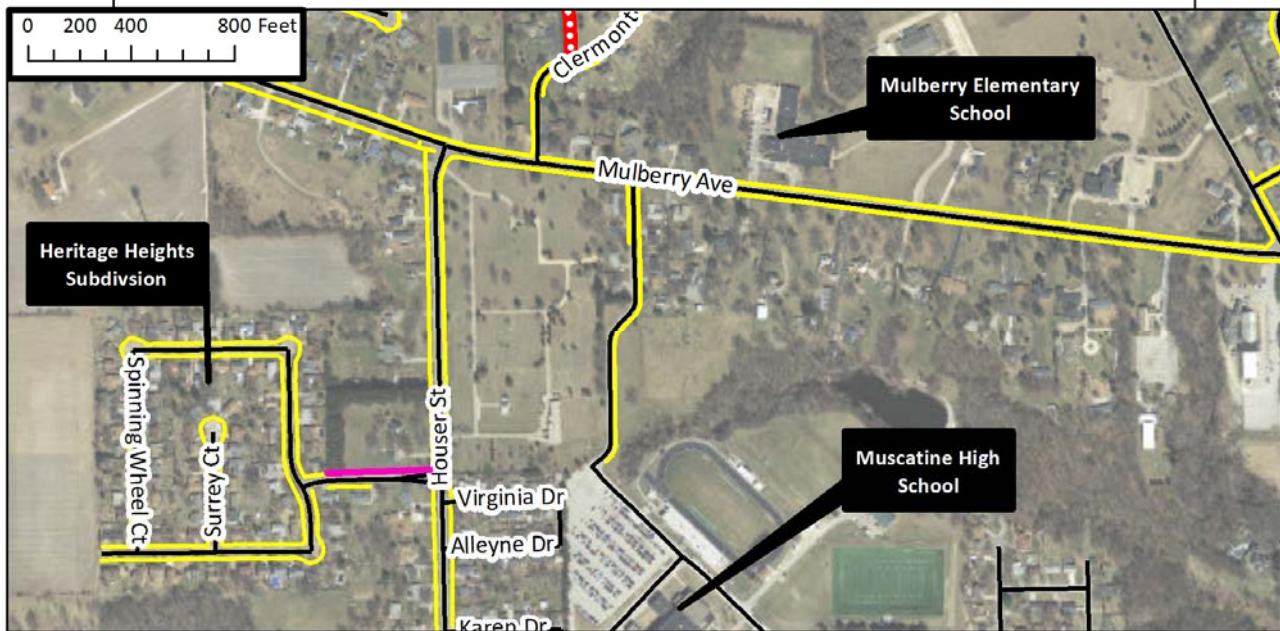 0 200 400 800 Feet
Clermont
Mulberry Elementary
School
Mulberry Ave
Heritage Heights
Subdivsion
Spinning Wheel Ct
Surrey Ct
Houser St
Muscatine High
School
Virginia Dr
Alleyne Dr
Karen Dr